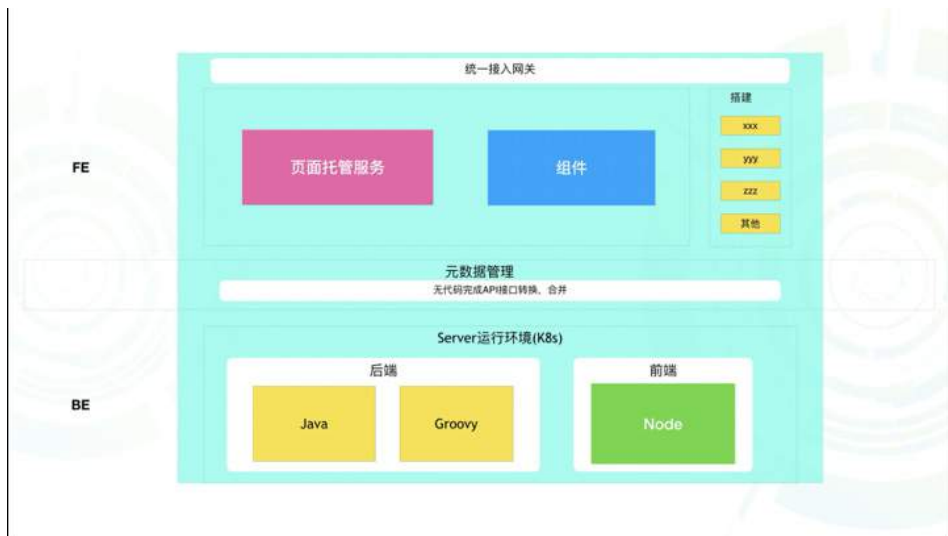 统一接入网关
FE
页面托管服务
组件
搭建
xxx
yyy
zzz
其他
元数据管理
无代码完成API接口转换、合并
BE
Server运行环境(K8s)
后端
Java
Groovy
前端
Node